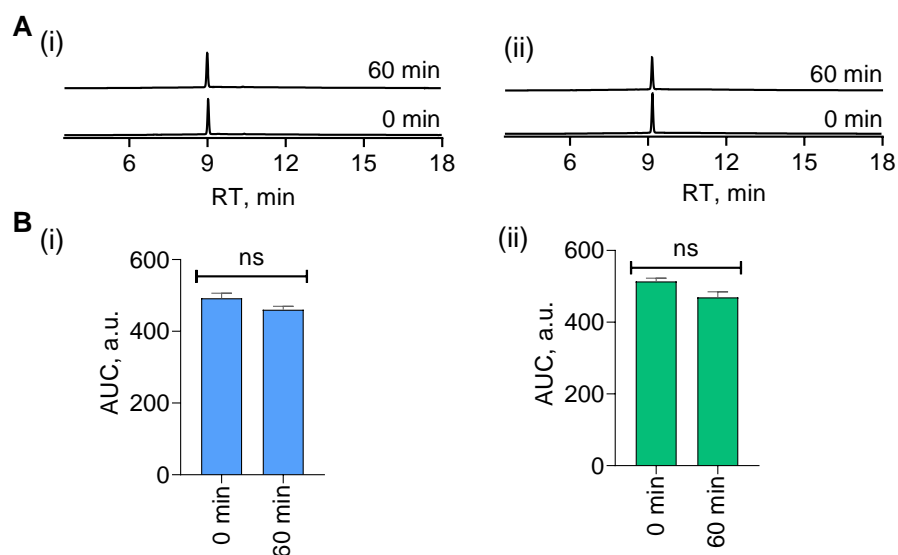 A
(i)
60 min
0 min
6 9 12 15 18
RT, min
(ii)
60 min
0 min
6 9 12 15 18
RT, min
B
(i)
ns
600
400
200
0
AUC, a.u.
0 min
60 min
(ii)
ns
600
400
200
0
AUC, a.u.
0 min
60 min